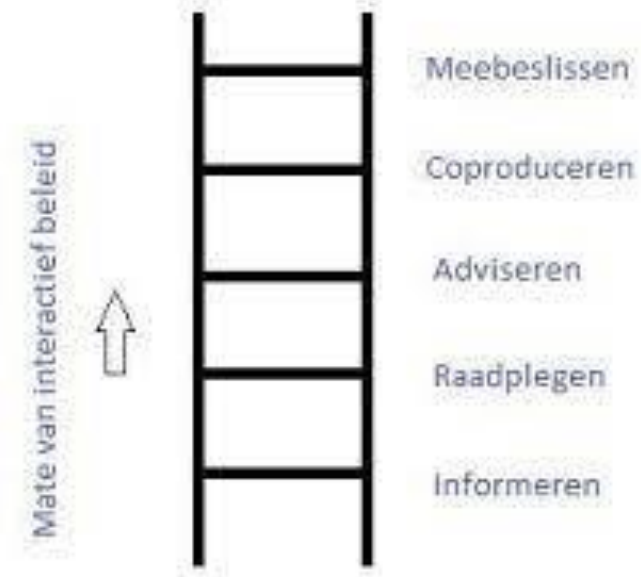 Meebeslissen
Coproduceren
Adviseren
Raadplegen
Informeren
Mate van interactief beleid